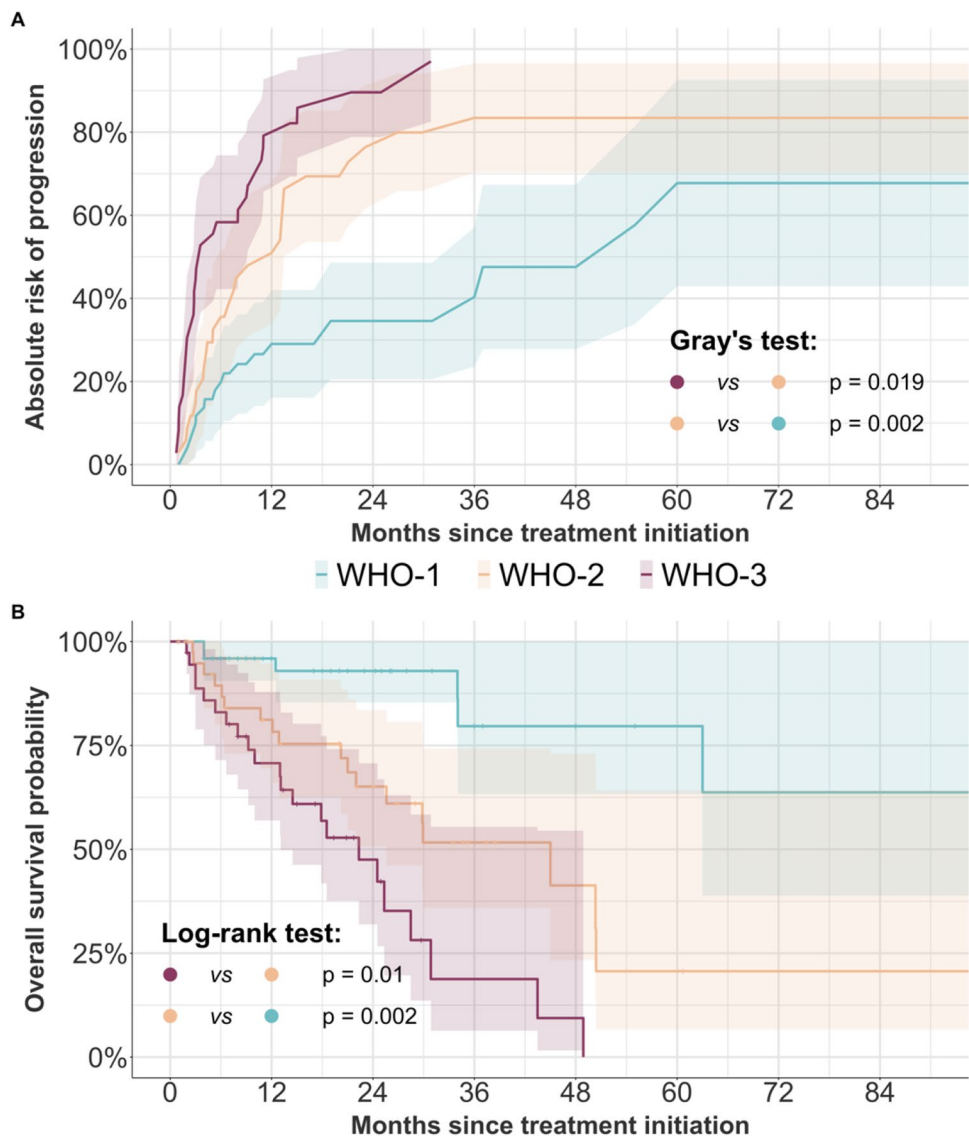 A
Absolute risk of progression
100%
80%
60%
40%
20%
0%
Gray's test:
vs p = 0.019
vs p = 0.002
0 12 24 36 48 60 72 84
Months since treatment initiation
WHO-1 WHO-2 WHO-3
B
Overall survival probability
100%
75%
50%
25%
0%
Log-rank test:
vs p = 0.01
vs p = 0.002
0 12 24 36 48 60 72 84
Months since treatment initiation